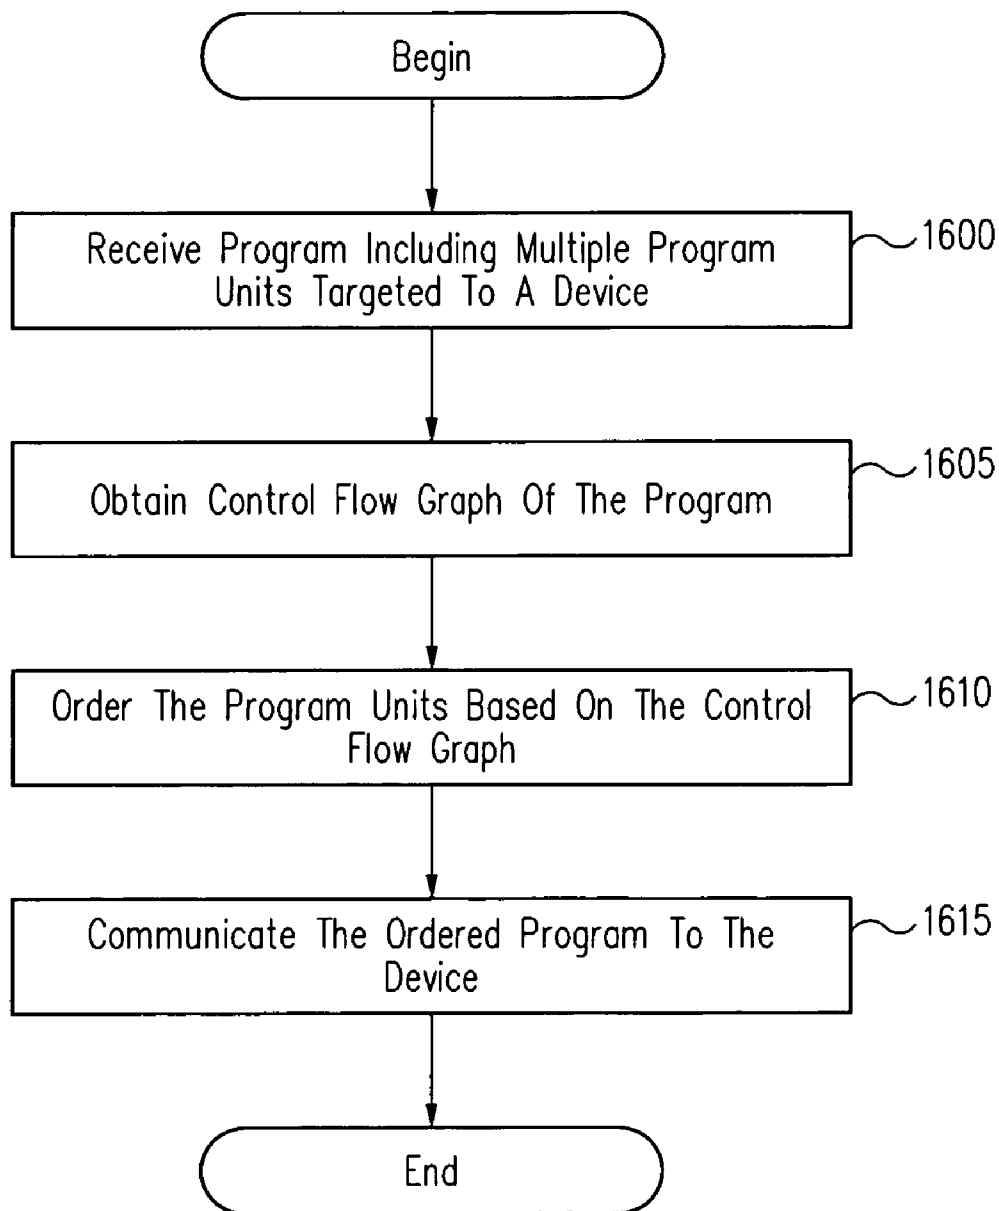 Begin
Receive Program Including Multiple Program
Units Targeted To A Device
1600
Obtain Control Flow Graph Of The Program
1605
Order The Program Units Based On The Control
Flow Graph
1610
Communicate The Ordered Program To The
Device
1615
End